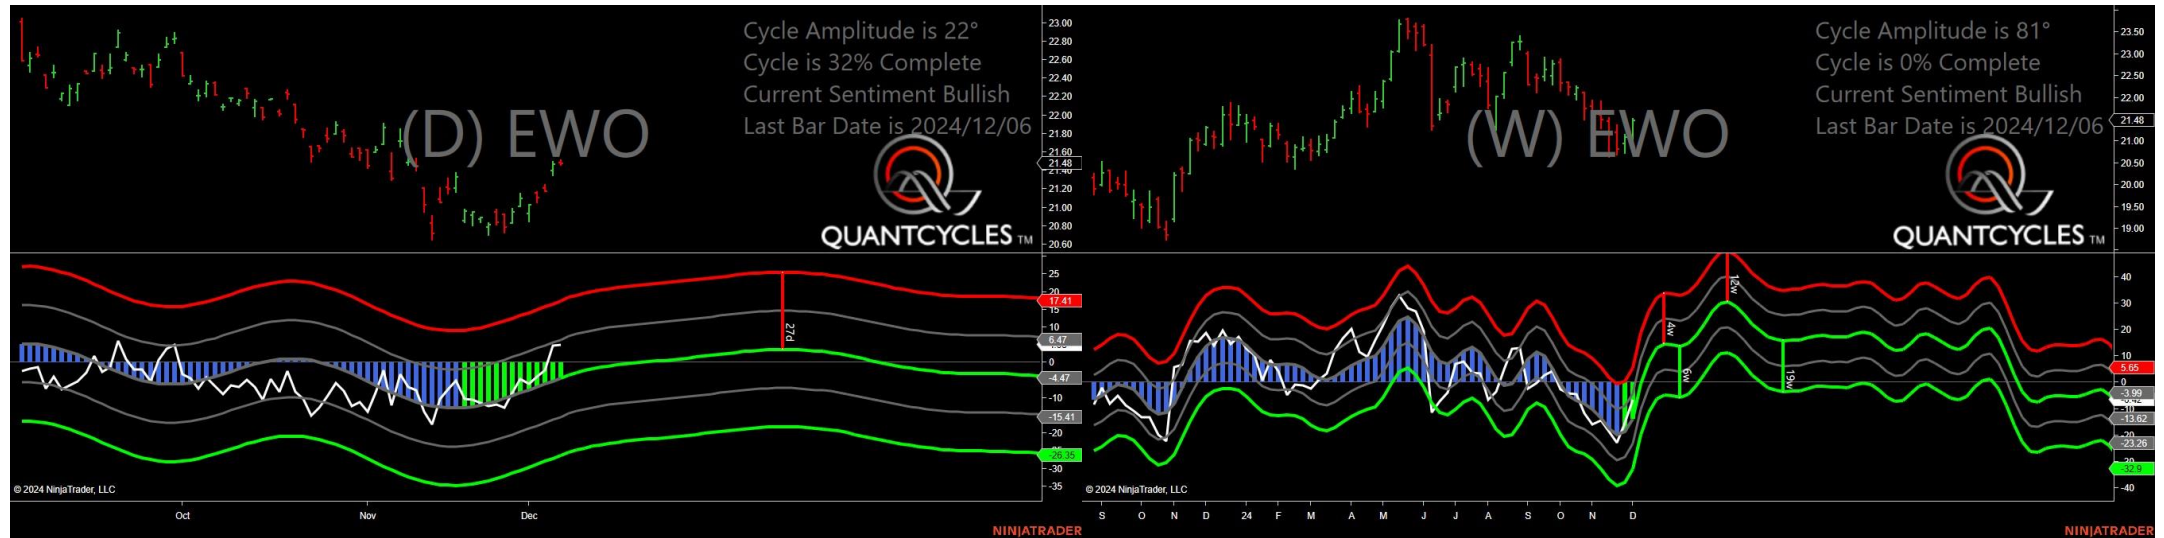 Cycle Amplitude is 22°
Cycle is 32% Complete
Current Sentiment Bullish
Last Bar Date is 2024/12/06
(D) EWO
QUANTCYCLES TM
23.00
22.80
22.60
22.40
22.20
22.00
21.80
21.60
21.48
21.40
21.20
21.00
20.80
20.60
25
20
17.41
15
10
6.47
5
0
-4.47
-10
-15.41
-20
-26.35
-30
-35
27d
© 2024 NinjaTrader, LLC
Oct Nov Dec
NINJATRADER
Cycle Amplitude is 81°
Cycle is 0% Complete
Current Sentiment Bullish
Last Bar Date is 2024/12/06
(W) EWO
QUANTCYCLES TM
23.50
23.00
22.50
22.00
21.48
21.00
20.50
20.00
19.50
19.00
40
30
20
10
5.65
0
-3.99
-10
-13.62
-20
-23.26
-30
-32.9
-40
4w
6w
12w
19w
© 2024 NinjaTrader, LLC
S O N D 24 F M A M J J A S O N D
NINJATRADER